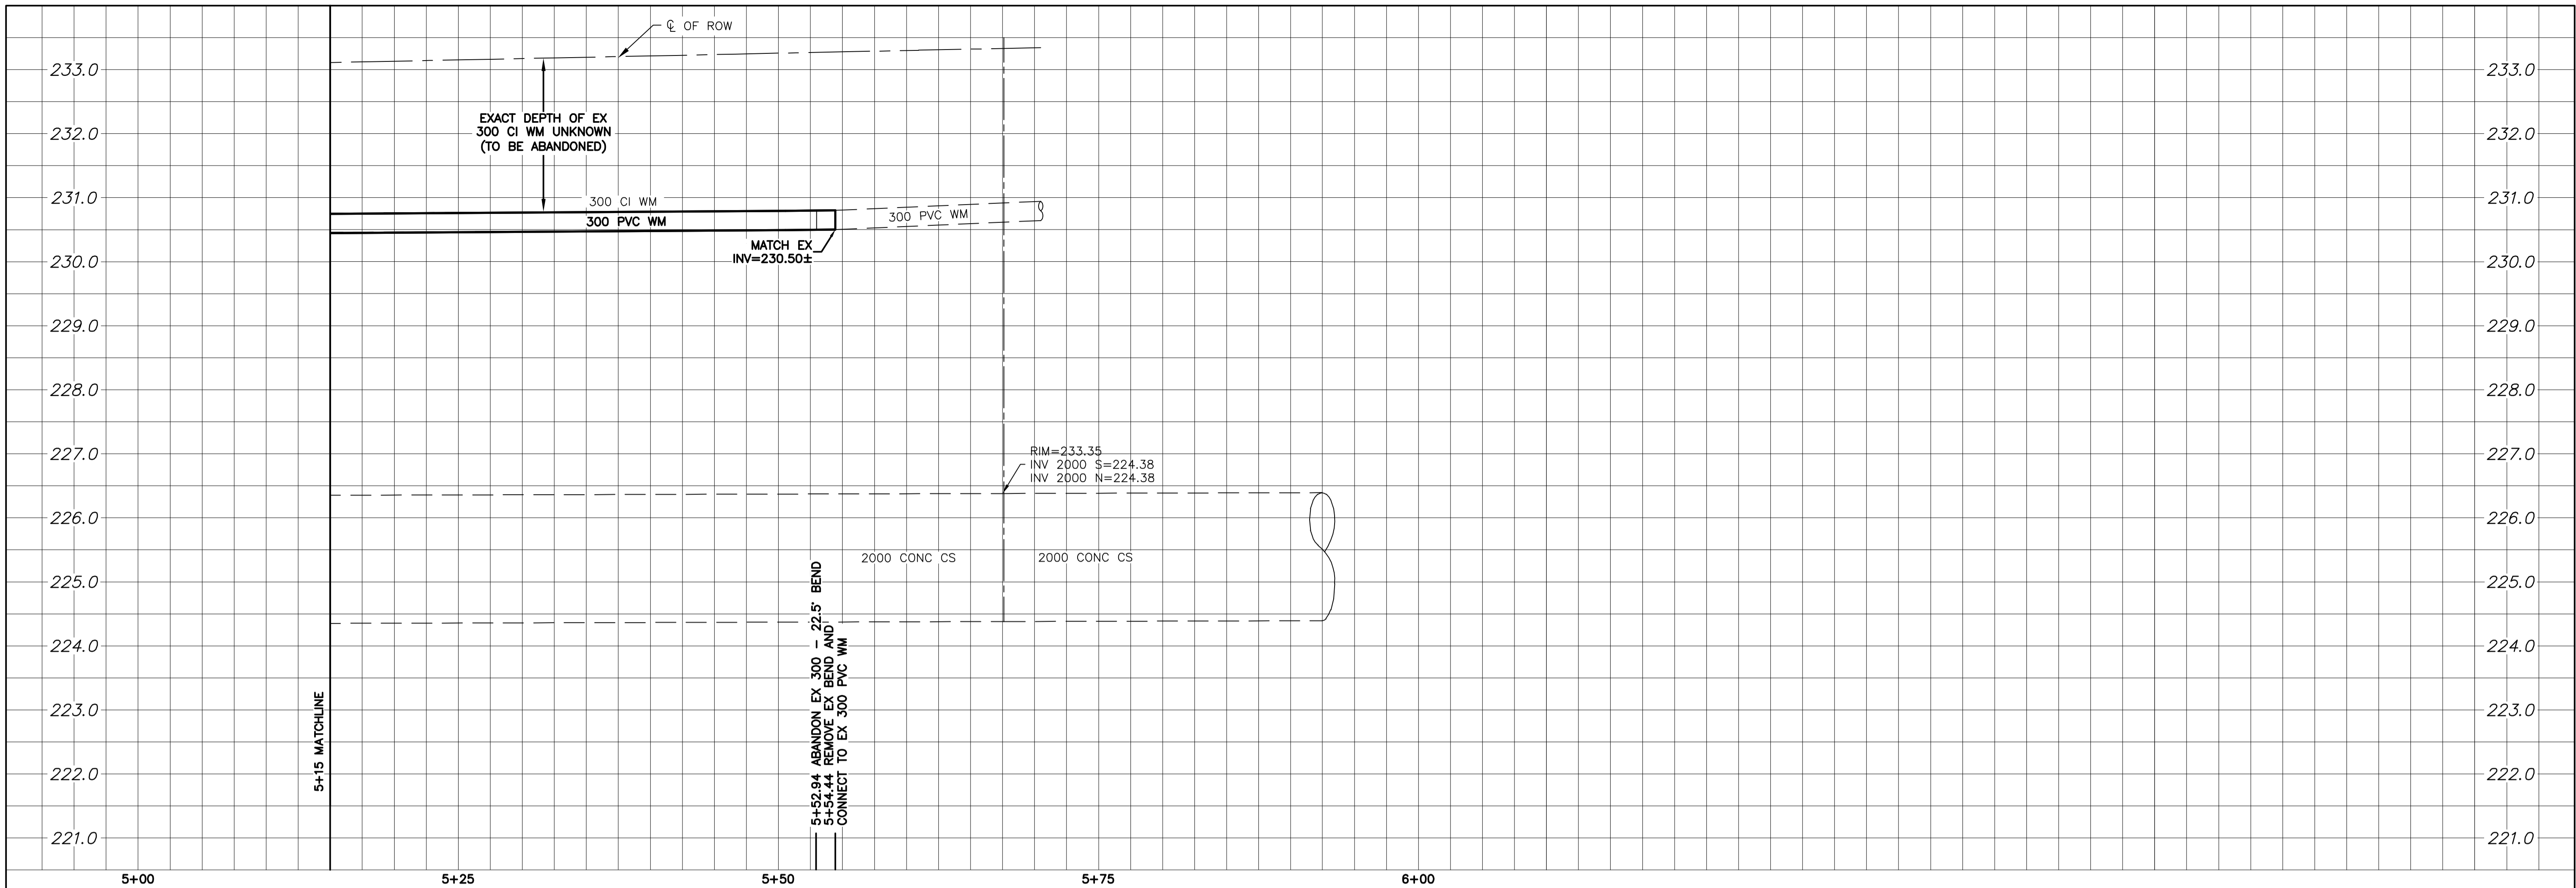 ℄ OF ROW
233.0
233.0
EXACT DEPTH OF EX
300 CI WM UNKNOWN
(TO BE ABANDONED)
232.0
232.0
231.0
300 CI WM
231.0
300 PVC WM
300 PVC WM
MATCH EX
INV=230.50±
230.0
230.0
229.0
229.0
228.0
228.0
227.0
227.0
RIM=233.35
INV 2000 S=224.38
INV 2000 N=224.38
226.0
226.0
2000 CONC CS
2000 CONC CS
225.0
225.0
224.0
224.0
223.0
223.0
222.0
222.0
221.0
221.0
5+15 MATCHLINE
5+52.94 ABANDON EX 300 - 22.5° BEND
5+54.44 REMOVE EX BEND AND
CONNECT TO EX 300 PVC WM
5+00
5+25
5+50
5+75
6+00